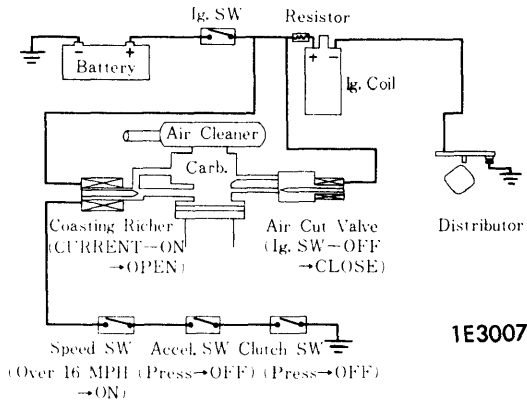 Ig. SW
Resistor
Battery
Ig. Coil
Air Cleaner
Carb.
Coasting Richer
(CURRENT—ON
→OPEN)
Air Cut Valve
(Ig. SW—OFF
→CLOSE)
Distributor
1E3007
Speed SW Accel. SW Clutch SW
(Over 16 MPH (Press→OFF) (Press→OFF)
→ON)